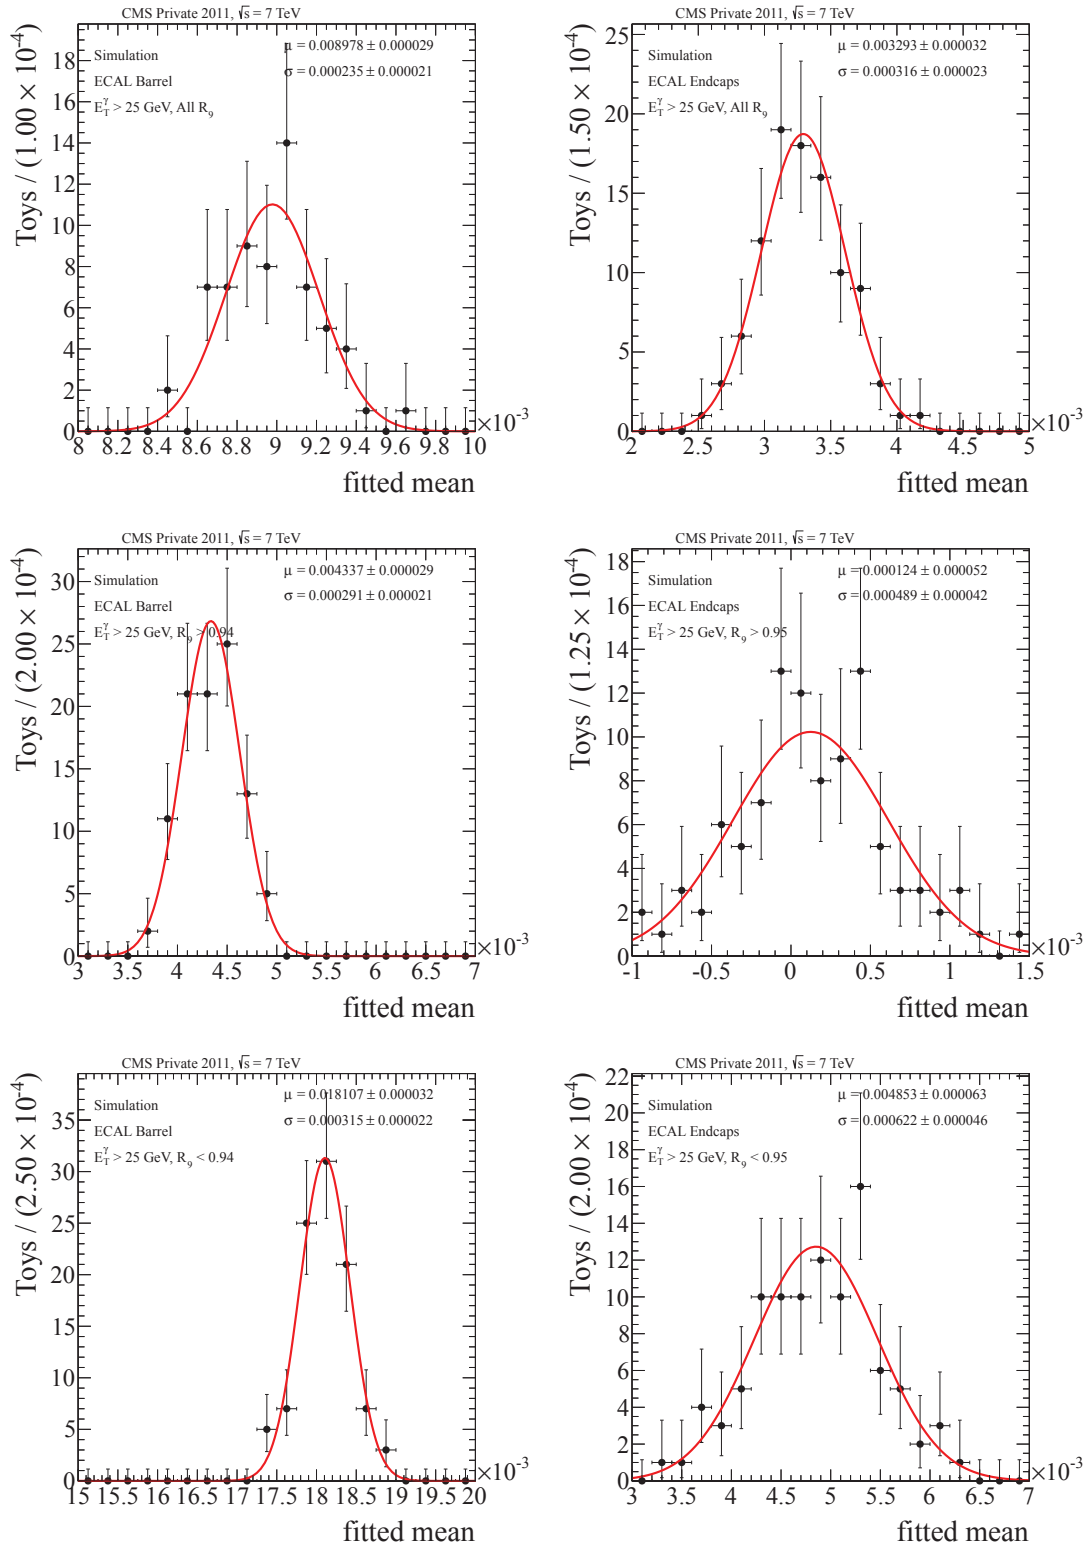 CMS Private 2011, √s = 7 TeV
Toys / (1.00 × 10⁻⁴)
Simulation
ECAL Barrel
E_T^γ > 25 GeV, All R_9
μ = 0.008978 ± 0.000029
σ = 0.000235 ± 0.000021
18
16
14
12
10
8
6
4
2
0
8 8.2 8.4 8.6 8.8 9 9.2 9.4 9.6 9.8 10
×10⁻³
fitted mean
CMS Private 2011, √s = 7 TeV
Toys / (1.50 × 10⁻⁴)
Simulation
ECAL Endcaps
E_T^γ > 25 GeV, All R_9
μ = 0.003293 ± 0.000032
σ = 0.000316 ± 0.000023
25
20
15
10
5
0
2 2.5 3 3.5 4 4.5 5
×10⁻³
fitted mean
CMS Private 2011, √s = 7 TeV
Toys / (2.00 × 10⁻⁴)
Simulation
ECAL Barrel
E_T^γ > 25 GeV, R_9 > 0.94
μ = 0.004337 ± 0.000029
σ = 0.000291 ± 0.000021
30
25
20
15
10
5
0
3 3.5 4 4.5 5 5.5 6 6.5 7
×10⁻³
fitted mean
CMS Private 2011, √s = 7 TeV
Toys / (1.25 × 10⁻⁴)
Simulation
ECAL Endcaps
E_T^γ > 25 GeV, R_9 > 0.95
μ = 0.000124 ± 0.000052
σ = 0.000489 ± 0.000042
18
16
14
12
10
8
6
4
2
0
-1 -0.5 0 0.5 1 1.5
×10⁻³
fitted mean
CMS Private 2011, √s = 7 TeV
Toys / (2.50 × 10⁻⁴)
Simulation
ECAL Barrel
E_T^γ > 25 GeV, R_9 < 0.94
μ = 0.018107 ± 0.000032
σ = 0.000315 ± 0.000022
35
30
25
20
15
10
5
0
15 15.5 16 16.5 17 17.5 18 18.5 19 19.5 20
×10⁻³
fitted mean
CMS Private 2011, √s = 7 TeV
Toys / (2.00 × 10⁻⁴)
Simulation
ECAL Endcaps
E_T^γ > 25 GeV, R_9 < 0.95
μ = 0.004853 ± 0.000063
σ = 0.000622 ± 0.000046
22
20
18
16
14
12
10
8
6
4
2
0
3 3.5 4 4.5 5 5.5 6 6.5 7
×10⁻³
fitted mean